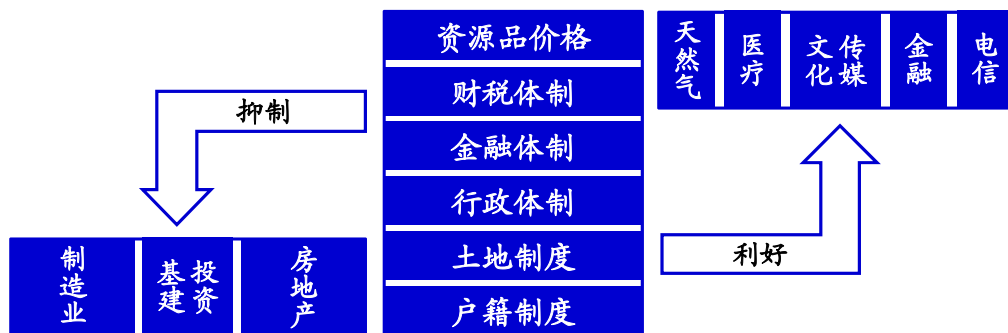 资源品价格
财税体制
金融体制
行政体制
土地制度
户籍制度
抑制
制造业
基建投资
房地产
利好
天然气
医疗
文化传媒
金融
电信